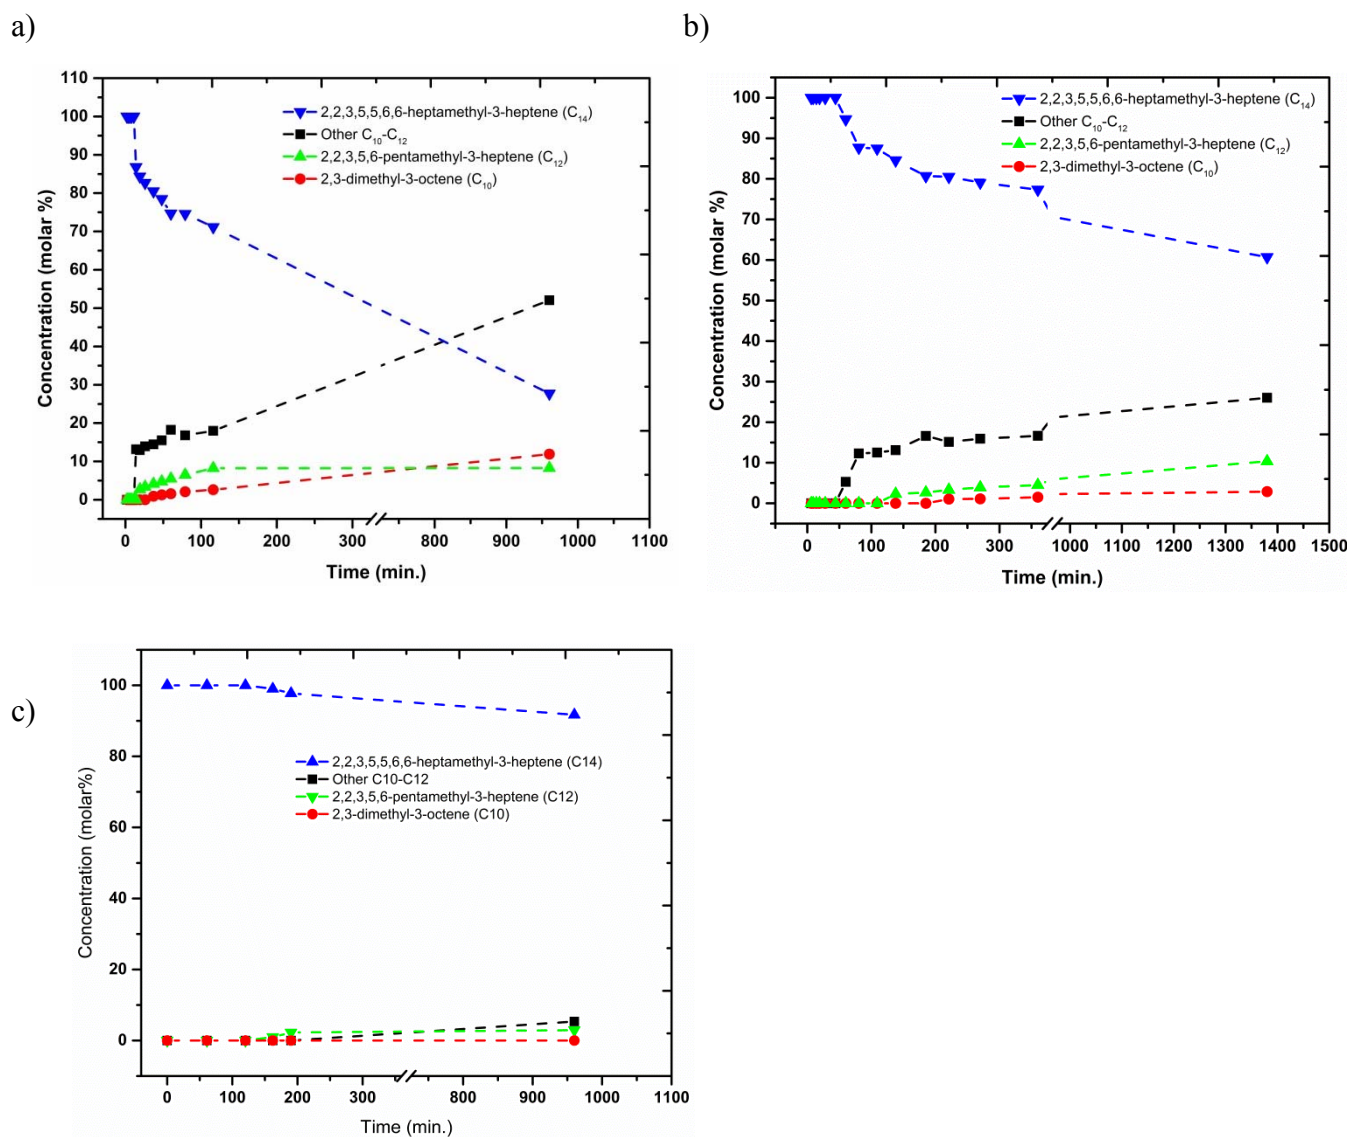 a)
110
100
90
80
70
60
50
40
30
20
10
0
Concentration (molar %)
2,2,3,5,5,6,6-heptamethyl-3-heptene (C14)
Other C10-C12
2,2,3,5,6-pentamethyl-3-heptene (C12)
2,3-dimethyl-3-octene (C10)
0 100 200 300 800 900 1000 1100
Time (min.)
b)
100
90
80
70
60
50
40
30
20
10
0
Concentration (molar %)
2,2,3,5,5,6,6-heptamethyl-3-heptene (C14)
Other C10-C12
2,2,3,5,6-pentamethyl-3-heptene (C12)
2,3-dimethyl-3-octene (C10)
0 100 200 300 1000 1100 1200 1300 1400 1500
Time (min.)
c)
100
80
60
40
20
0
Concentration (molar%)
2,2,3,5,5,6,6-heptamethyl-3-heptene (C14)
Other C10-C12
2,2,3,5,6-pentamethyl-3-heptene (C12)
2,3-dimethyl-3-octene (C10)
0 100 200 300 800 900 1000 1100
Time (min.)